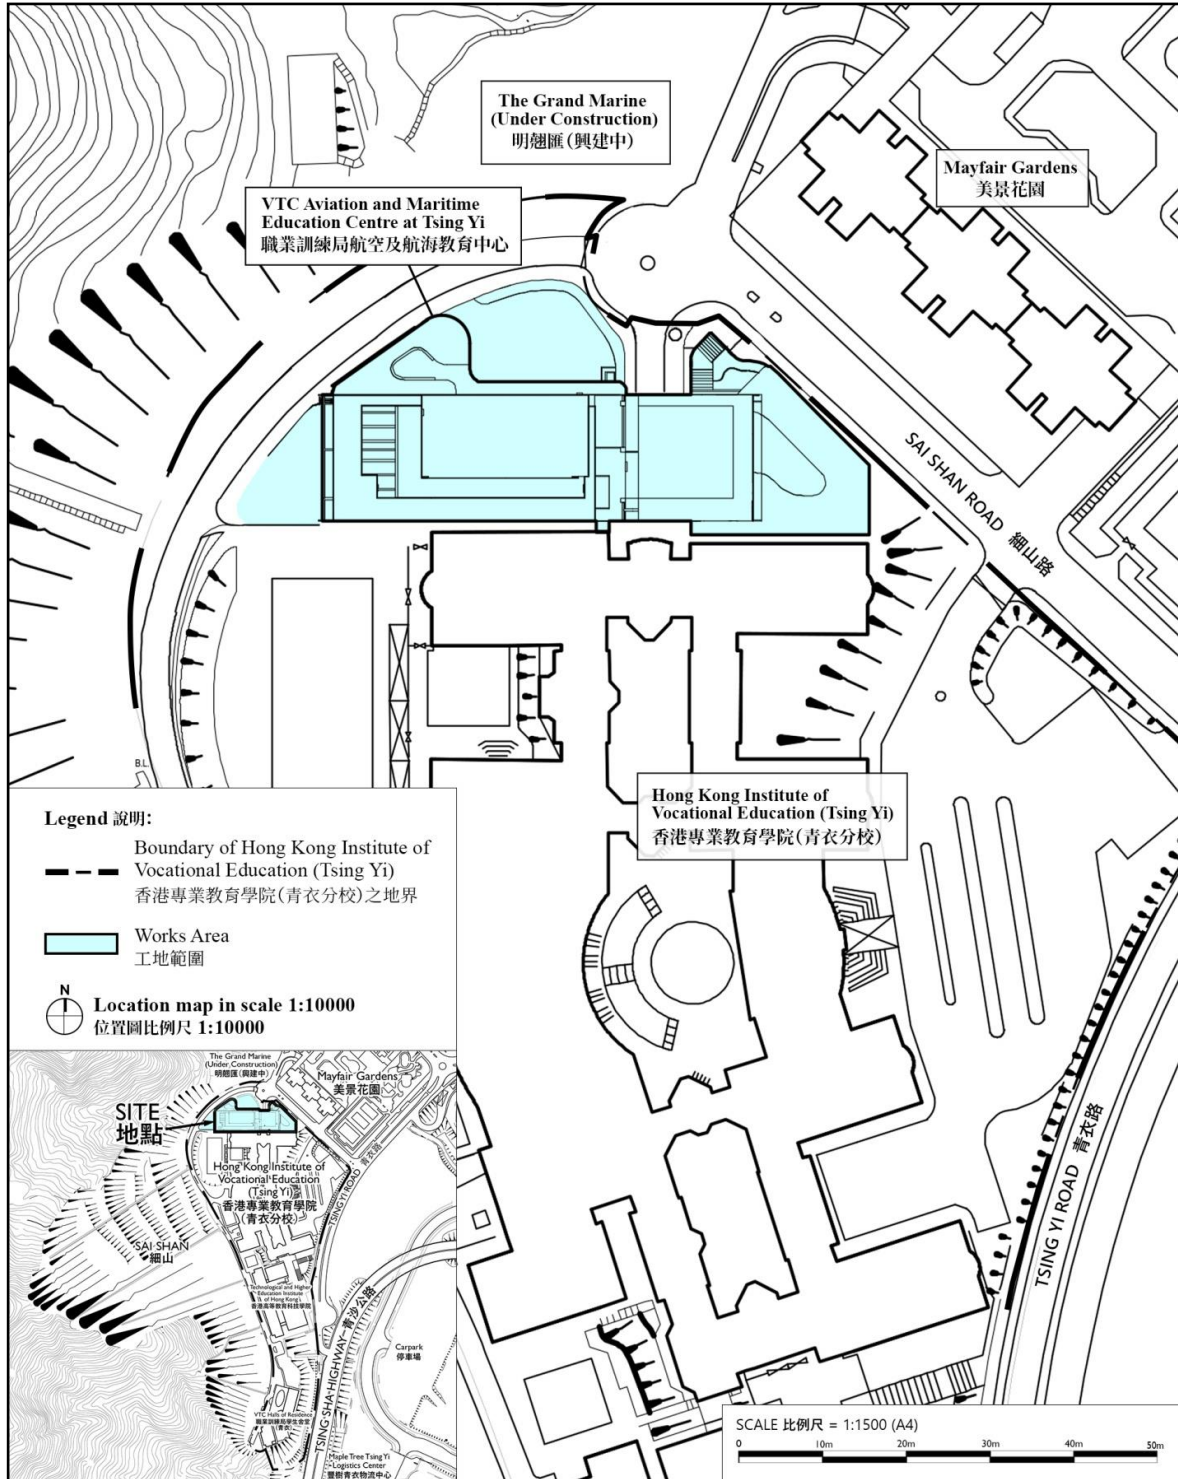 The Grand Marine
(Under Construction)
明翹匯(興建中)
Mayfair Gardens
美景花園
VTC Aviation and Maritime
Education Centre at Tsing Yi
職業訓練局航空及航海教育中心
SAI SHAN ROAD 細山路
B.L.
Hong Kong Institute of
Vocational Education (Tsing Yi)
香港專業教育學院(青衣分校)
TSING YI ROAD 青衣路
Legend 說明:
Boundary of Hong Kong Institute of
Vocational Education (Tsing Yi)
香港專業教育學院(青衣分校)之地界
Works Area
工地範圍
N
Location map in scale 1:10000
位置圖比例尺 1:10000
The Grand Marine
(Under Construction)
明翹匯(興建中)
Mayfair Gardens
美景花園
SITE
地點
Hong Kong Institute of
Vocational Education
(Tsing Yi)
香港專業教育學院
(青衣分校)
TSING YI ROAD 青衣路
SAI SHAN
細山
Technological and Higher
Education Institute
of Hong Kong
香港高等教育科技學院
TSING SHA HIGHWAY 青沙公路
Carpark
停車場
VTC Halls of Residence
職業訓練局學生宿舍
(青衣)
Maple Tree Tsing Yi
Logistics Center
豐樹青衣物流中心
SCALE 比例尺 = 1:1500 (A4)
0 10m 20m 30m 40m 50m